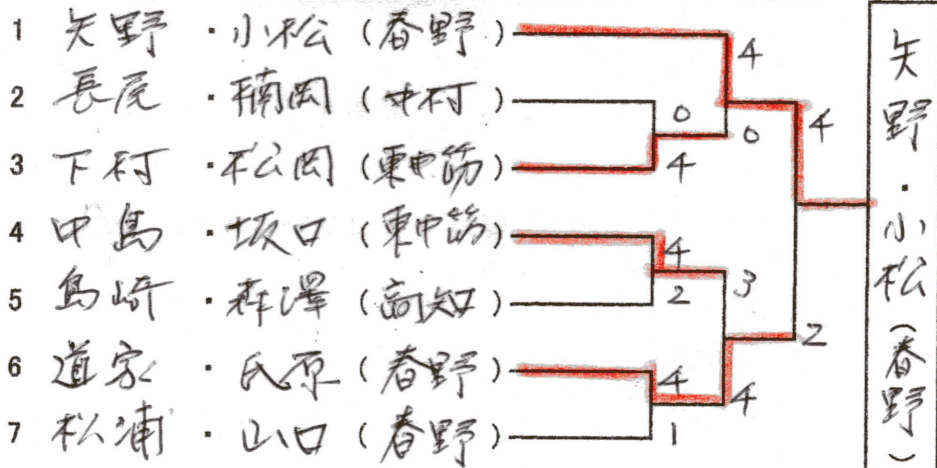 1 矢野・小松(春野)
2 長尾・楠岡(中村)
3 下村・松岡(東中筋)
4 中島・坂口(東中筋)
5 島崎・森澤(高知)
6 道家・氏原(春野)
7 松浦・山口(春野)
4
0
4
0
4
2
3
4
1
4
4
2
矢野・小松(春野)